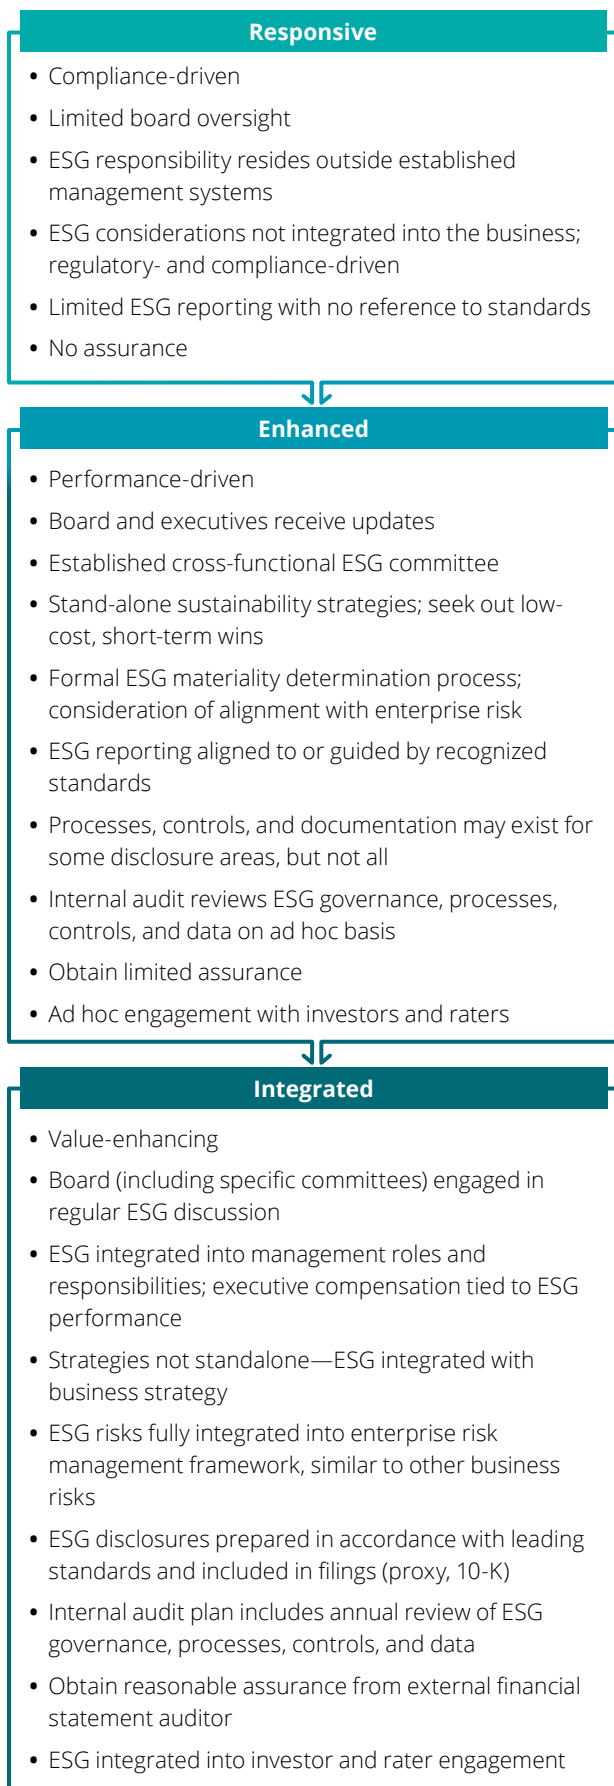 Responsive
• Compliance-driven
• Limited board oversight
• ESG responsibility resides outside established
management systems
• ESG considerations not integrated into the business;
regulatory- and compliance-driven
• Limited ESG reporting with no reference to standards
• No assurance
Enhanced
• Performance-driven
• Board and executives receive updates
• Established cross-functional ESG committee
• Stand-alone sustainability strategies; seek out low-
cost, short-term wins
• Formal ESG materiality determination process;
consideration of alignment with enterprise risk
• ESG reporting aligned to or guided by recognized
standards
• Processes, controls, and documentation may exist for
some disclosure areas, but not all
• Internal audit reviews ESG governance, processes,
controls, and data on ad hoc basis
• Obtain limited assurance
• Ad hoc engagement with investors and raters
Integrated
• Value-enhancing
• Board (including specific committees) engaged in
regular ESG discussion
• ESG integrated into management roles and
responsibilities; executive compensation tied to ESG
performance
• Strategies not standalone—ESG integrated with
business strategy
• ESG risks fully integrated into enterprise risk
management framework, similar to other business
risks
• ESG disclosures prepared in accordance with leading
standards and included in filings (proxy, 10-K)
• Internal audit plan includes annual review of ESG
governance, processes, controls, and data
• Obtain reasonable assurance from external financial
statement auditor
• ESG integrated into investor and rater engagement